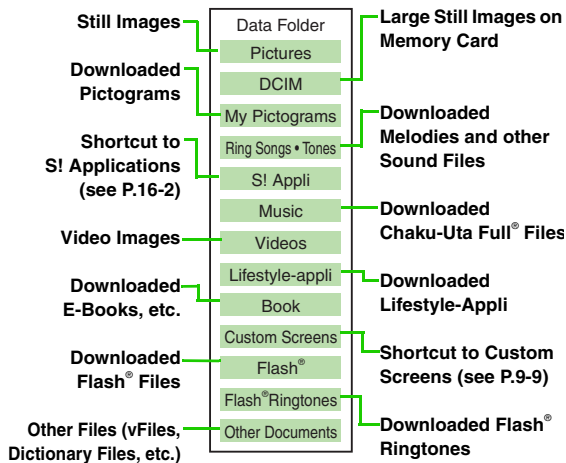 Still Images
Downloaded
Pictograms
Shortcut to
S! Applications
(see P.16-2)
Video Images
Downloaded
E-Books, etc.
Downloaded
Flash® Files
Other Files (vFiles,
Dictionary Files, etc.)
Data Folder
Pictures
DCIM
My Pictograms
Ring Songs • Tones
S! Appli
Music
Videos
Lifestyle-appli
Book
Custom Screens
Flash®
Flash®Ringtones
Other Documents
Large Still Images on
Memory Card
Downloaded
Melodies and other
Sound Files
Downloaded
Chaku-Uta Full® Files
Downloaded
Lifestyle-Appli
Shortcut to Custom
Screens (see P.9-9)
Downloaded Flash®
Ringtones